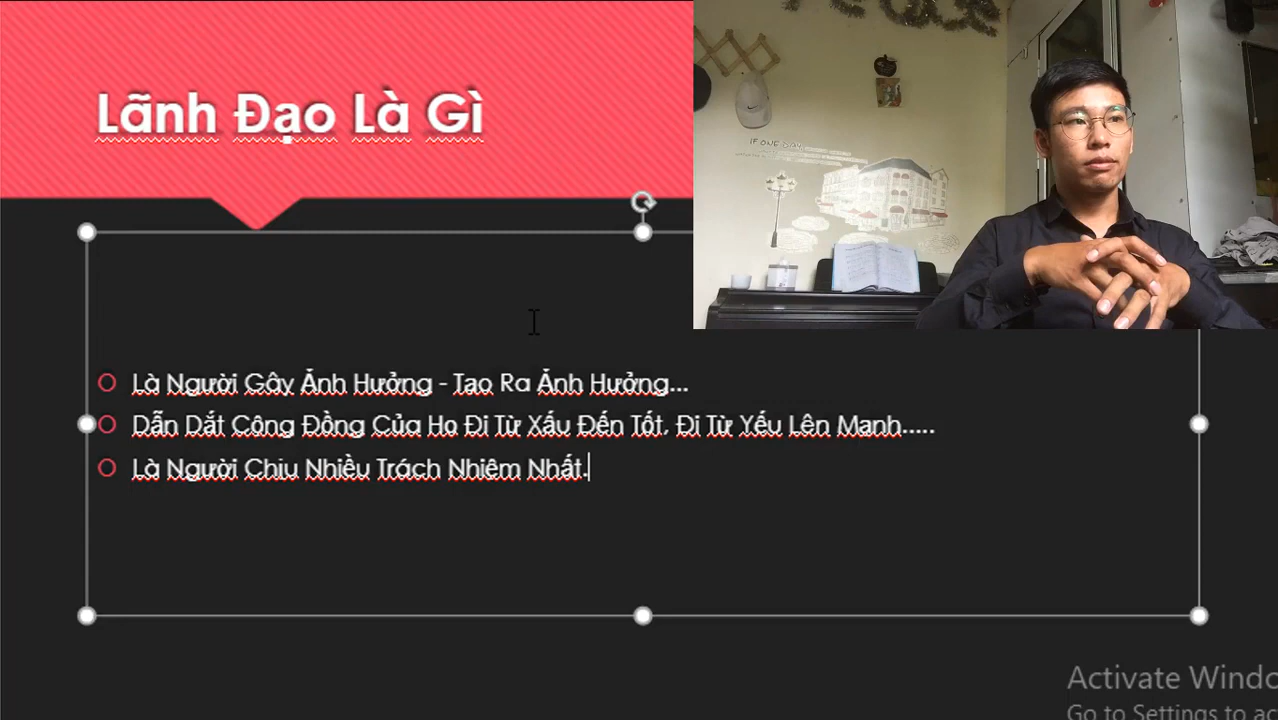 Lãnh Đạo Là Gì
IF ONE DAY
Là Người Gây Ảnh Hưởng - Tạo Ra Ảnh Hưởng...
Dẫn Dắt Công Đồng Của Họ Đi Từ Xấu Đến Tốt, Đi Từ Yếu Lên Mạnh.....
Là Người Chịu Nhiều Trách Nhiệm Nhất.
Activate Windo
Go to Settings to ac